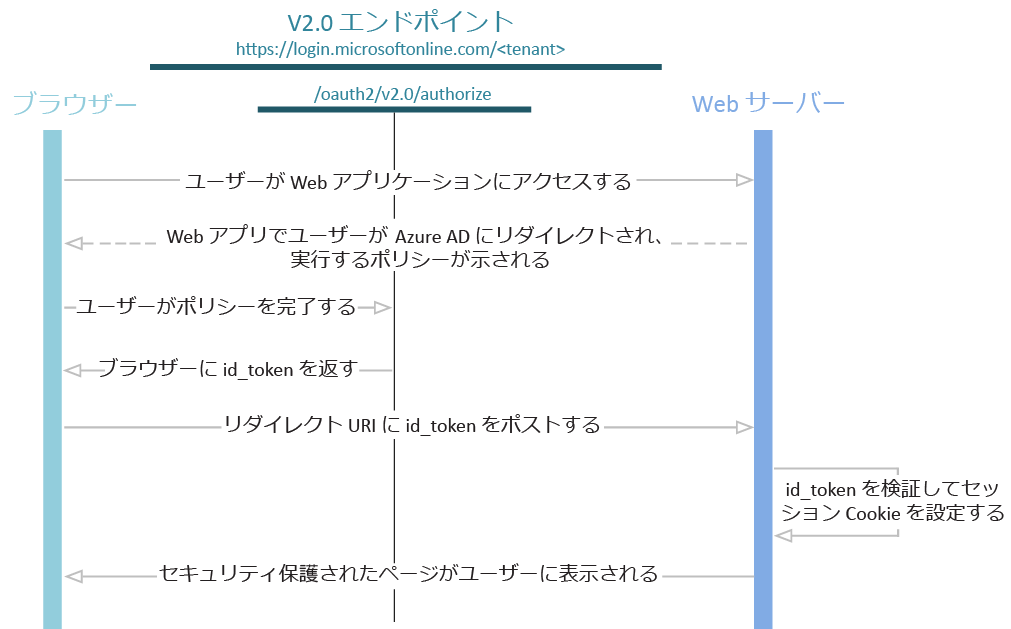 V2.0 エンドポイント
https://login.microsoftonline.com/<tenant>
ブラウザー
/oauth2/v2.0/authorize
Web サーバー
ユーザーが Web アプリケーションにアクセスする
Web アプリでユーザーが Azure AD にリダイレクトされ、
実行するポリシーが示される
ユーザーがポリシーを完了する
ブラウザーに id_token を返す
リダイレクト URI に id_token をポストする
id_token を検証してセッ
ション Cookie を設定する
セキュリティ保護されたページがユーザーに表示される